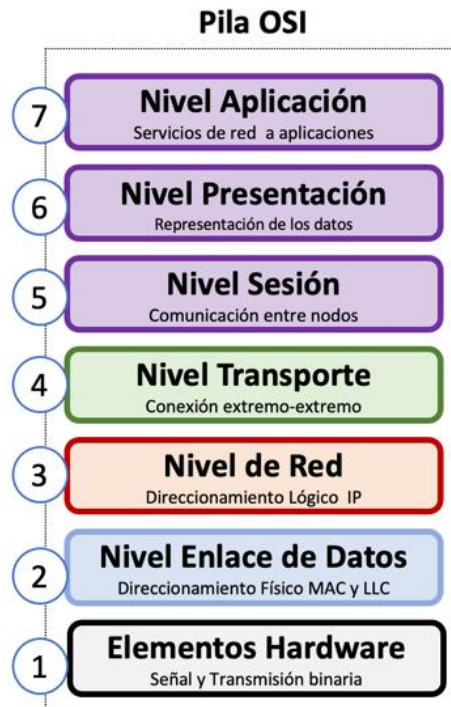 Pila OSI
7
Nivel Aplicación
Servicios de red a aplicaciones
6
Nivel Presentación
Representación de los datos
5
Nivel Sesión
Comunicación entre nodos
4
Nivel Transporte
Conexión extremo-extremo
3
Nivel de Red
Direccionamiento Lógico IP
2
Nivel Enlace de Datos
Direccionamiento Físico MAC y LLC
1
Elementos Hardware
Señal y Transmisión binaria